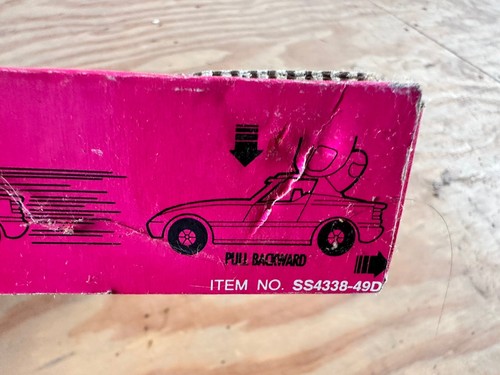 PULL BACKWARD
ITEM NO. SS4338-49D